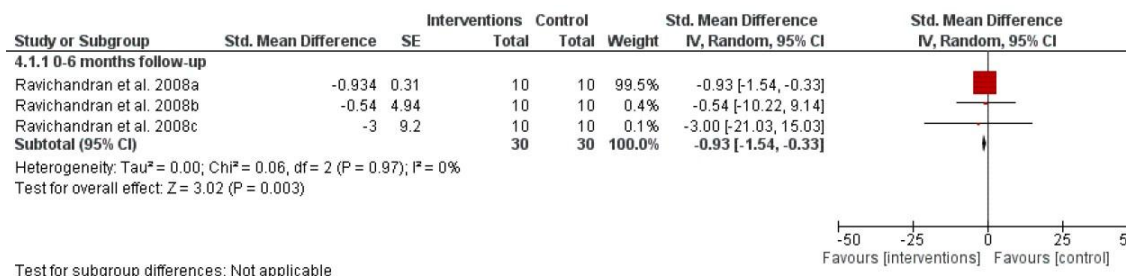 Interventions Control Std. Mean Difference Std. Mean Difference
Study or Subgroup Std. Mean Difference SE Total Total Weight IV, Random, 95% CI IV, Random, 95% CI
4.1.1 0-6 months follow-up
Ravichandran et al. 2008a -0.934 0.31 10 10 99.5% -0.93 [-1.54, -0.33]
Ravichandran et al. 2008b -0.54 4.94 10 10 0.4% -0.54 [-10.22, 9.14]
Ravichandran et al. 2008c -3 9.2 10 10 0.1% -3.00 [-21.03, 15.03]
Subtotal (95% CI) 30 30 100.0% -0.93 [-1.54, -0.33]
Heterogeneity: Tau² = 0.00; Chi² = 0.06, df = 2 (P = 0.97); I² = 0%
Test for overall effect: Z = 3.02 (P = 0.003)
-50 -25 0 25
Favours [interventions] Favours [control]
Test for subgroup differences: Not applicable